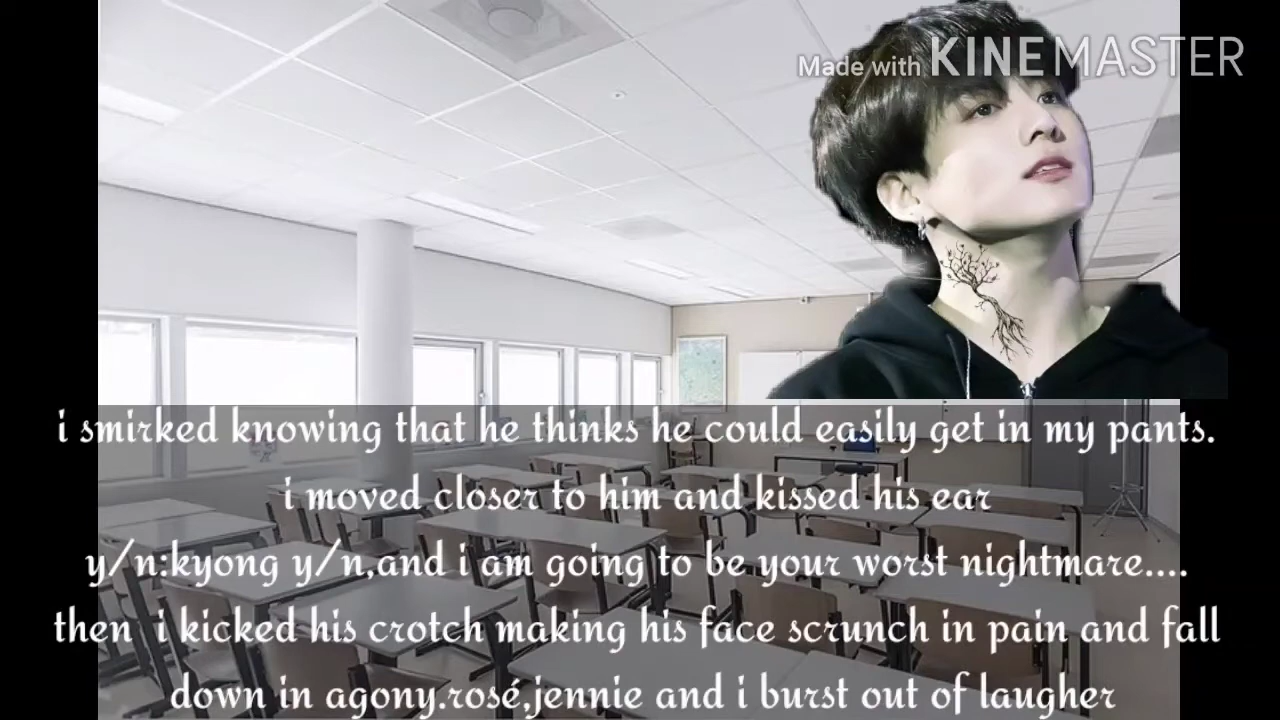 Made with KINEMASTER
i smirked knowing that he thinks he could easily get in my pants.
i moved closer to him and kissed his ear
y/n:kyong y/n,and i am going to be your worst nightmare....
then i kicked his crotch making his face scrunch in pain and fall
down in agony.rosé,jennie and i burst out of laugher